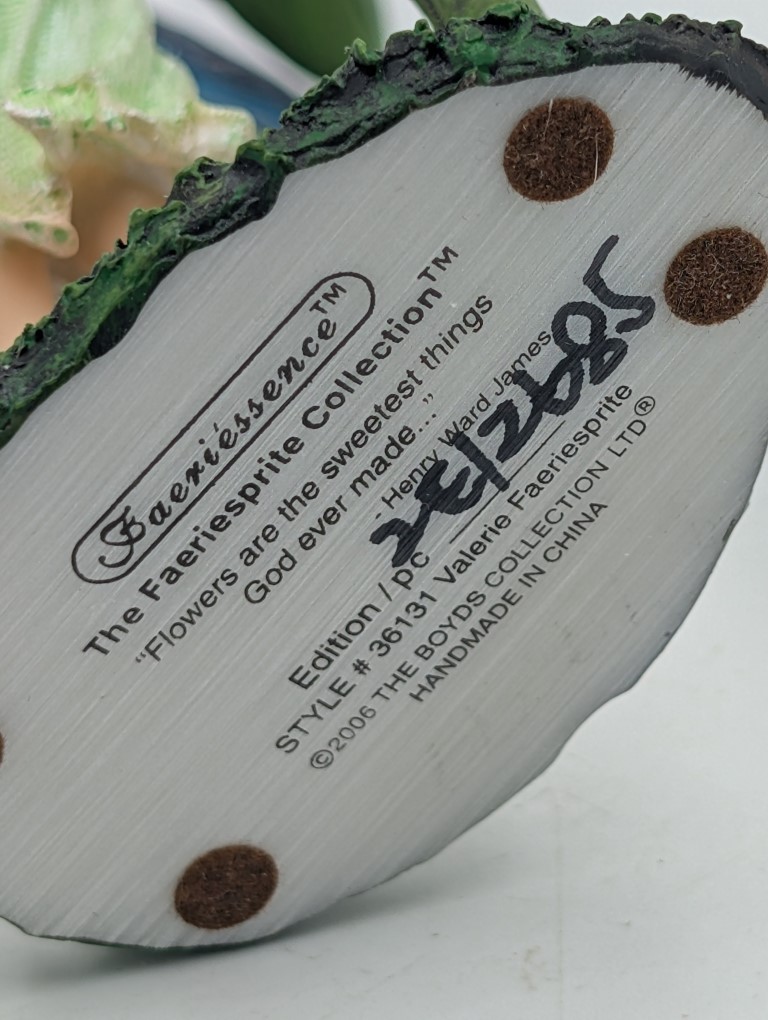 Faeriéssence™
The Faeriesprite Collection™
“Flowers are the sweetest things
God ever made...”
- Henry Ward James
Edition / pc
STYLE # 36131 Valerie Faeriesprite
©2006 THE BOYDS COLLECTION LTD®
HANDMADE IN CHINA